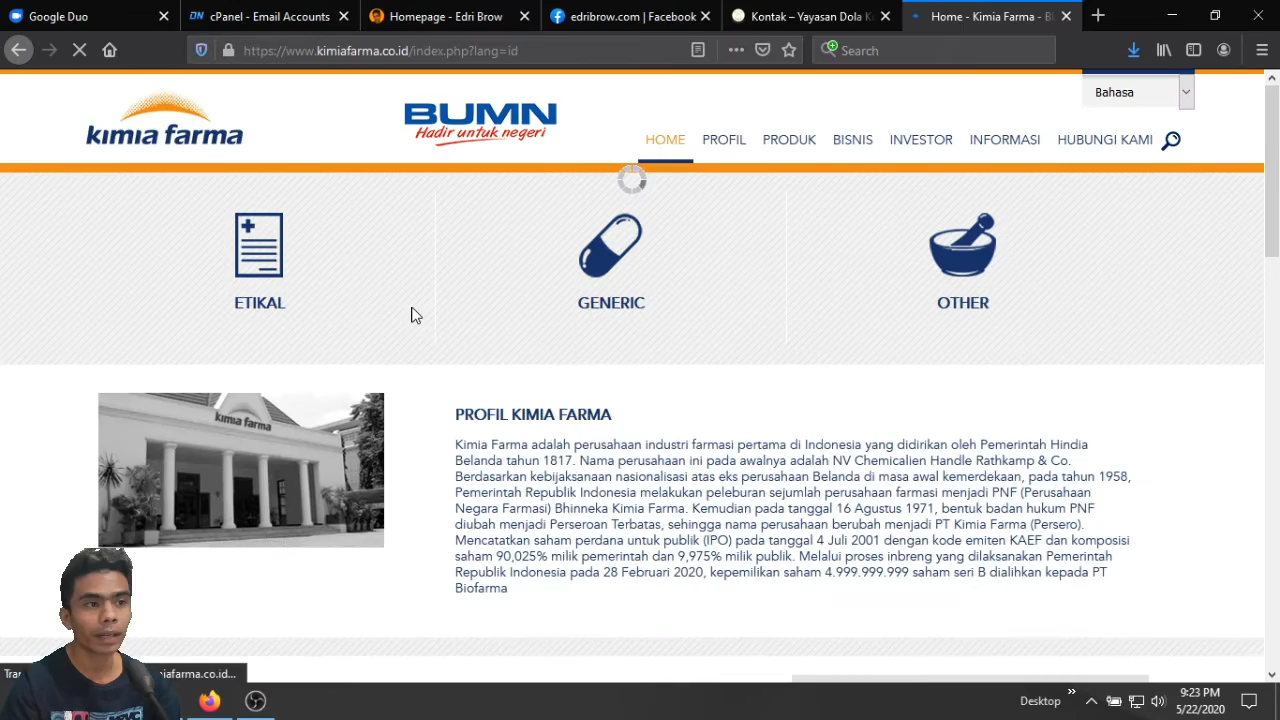 Google Duo
cPanel - Email Accounts
Homepage - Edri Brow
edribrow.com | Facebook
Kontak – Yayasan Dola K
Home - Kimia Farma - B
https://www.kimiafarma.co.id/index.php?lang=id
Search
Bahasa
kimia farma
BUMN
Hadir untuk negeri
HOME
PROFIL
PRODUK
BISNIS
INVESTOR
INFORMASI
HUBUNGI KAMI
ETIKAL
GENERIC
OTHER
kimia farma
PROFIL KIMIA FARMA
Kimia Farma adalah perusahaan industri farmasi pertama di Indonesia yang didirikan oleh Pemerintah Hindia
Belanda tahun 1817. Nama perusahaan ini pada awalnya adalah NV Chemicalien Handle Rathkamp & Co.
Berdasarkan kebijaksanaan nasionalisasi atas eks perusahaan Belanda di masa awal kemerdekaan, pada tahun 1958,
Pemerintah Republik Indonesia melakukan peleburan sejumlah perusahaan farmasi menjadi PNF (Perusahaan
Negara Farmasi) Bhinneka Kimia Farma. Kemudian pada tanggal 16 Agustus 1971, bentuk badan hukum PNF
diubah menjadi Perseroan Terbatas, sehingga nama perusahaan berubah menjadi PT Kimia Farma (Persero).
Mencatatkan saham perdana untuk publik (IPO) pada tanggal 4 Juli 2001 dengan kode emiten KAEF dan komposisi
saham 90,025% milik pemerintah dan 9,975% milik publik. Melalui proses inbreng yang dilaksanakan Pemerintah
Republik Indonesia pada 28 Februari 2020, kepemilikan saham 4.999.999.999 saham seri B dialihkan kepada PT
Biofarma
Tra
miafarma.co.id...
Desktop
9:23 PM
5/22/2020